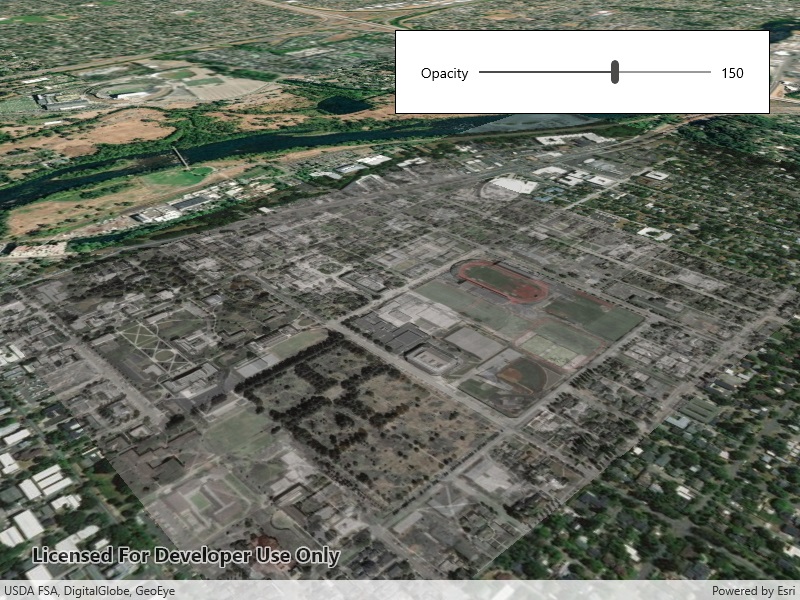 Opacity 150
Licensed For Developer Use Only
USDA FSA, DigitalGlobe, GeoEye Powered by Esri